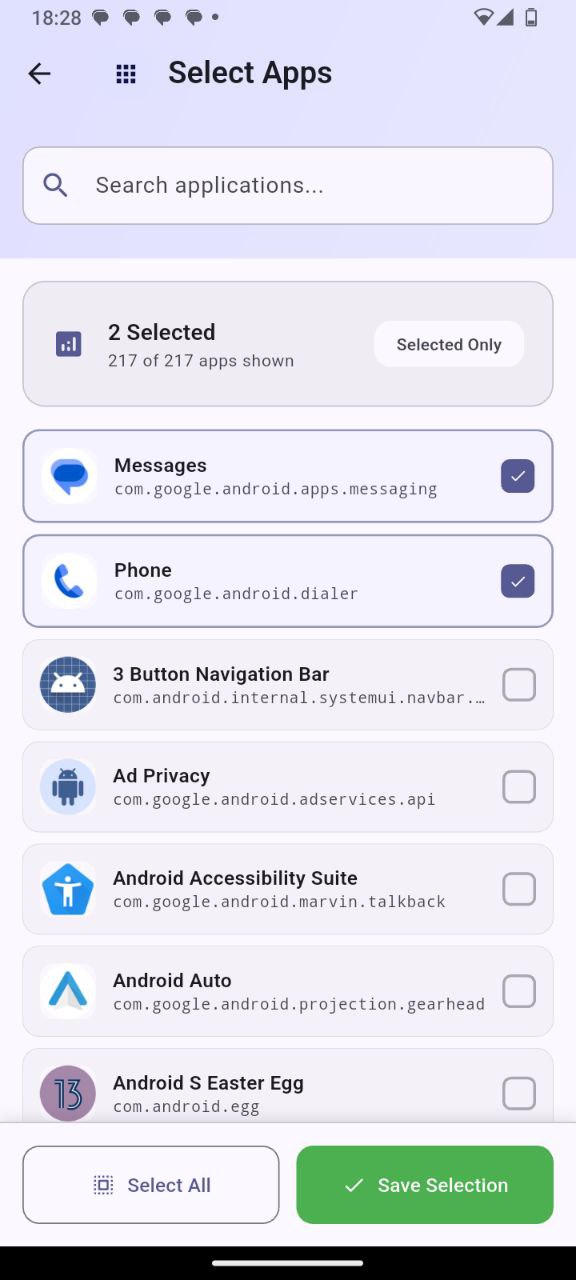 18:28
Select Apps
Search applications...
2 Selected
217 of 217 apps shown
Selected Only
Messages
com.google.android.apps.messaging
Phone
com.google.android.dialer
3 Button Navigation Bar
com.android.internal.systemui.navbar.…
Ad Privacy
com.google.android.adservices.api
Android Accessibility Suite
com.google.android.marvin.talkback
Android Auto
com.google.android.projection.gearhead
13
Android S Easter Egg
com.android.egg
Select All
Save Selection